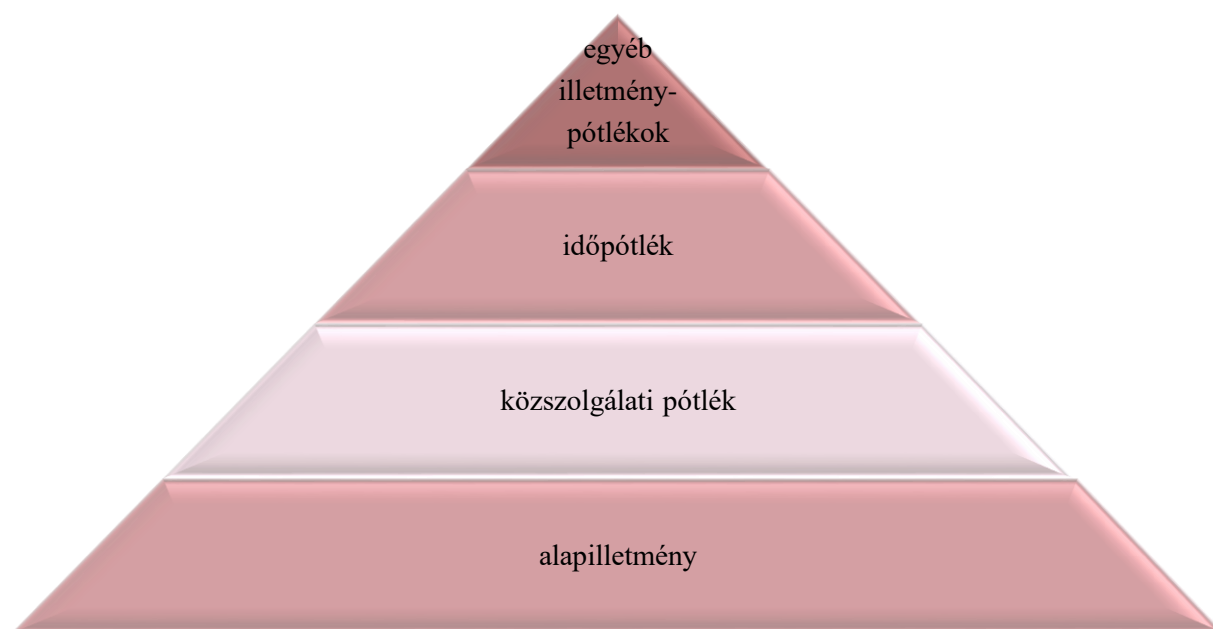 egyéb
illetmény-
pótlékok
időpótlék
közszolgálati pótlék
alapilletmény